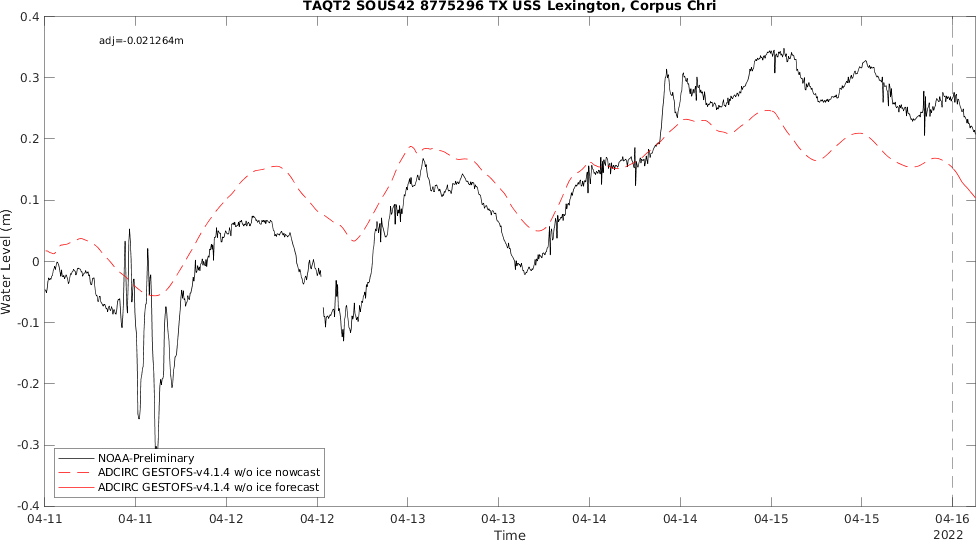 TAQT2 SOUS42 8775296 TX USS Lexington, Corpus Chri
adj=-0.021264m
0.4
0.3
0.2
0.1
0
-0.1
-0.2
-0.3
-0.4
Water Level (m)
NOAA-Preliminary
ADCIRC GESTOFS-v4.1.4 w/o ice nowcast
ADCIRC GESTOFS-v4.1.4 w/o ice forecast
04-11 04-11 04-12 04-12 04-13 04-13 04-14 04-14 04-15 04-15 04-16
Time
2022